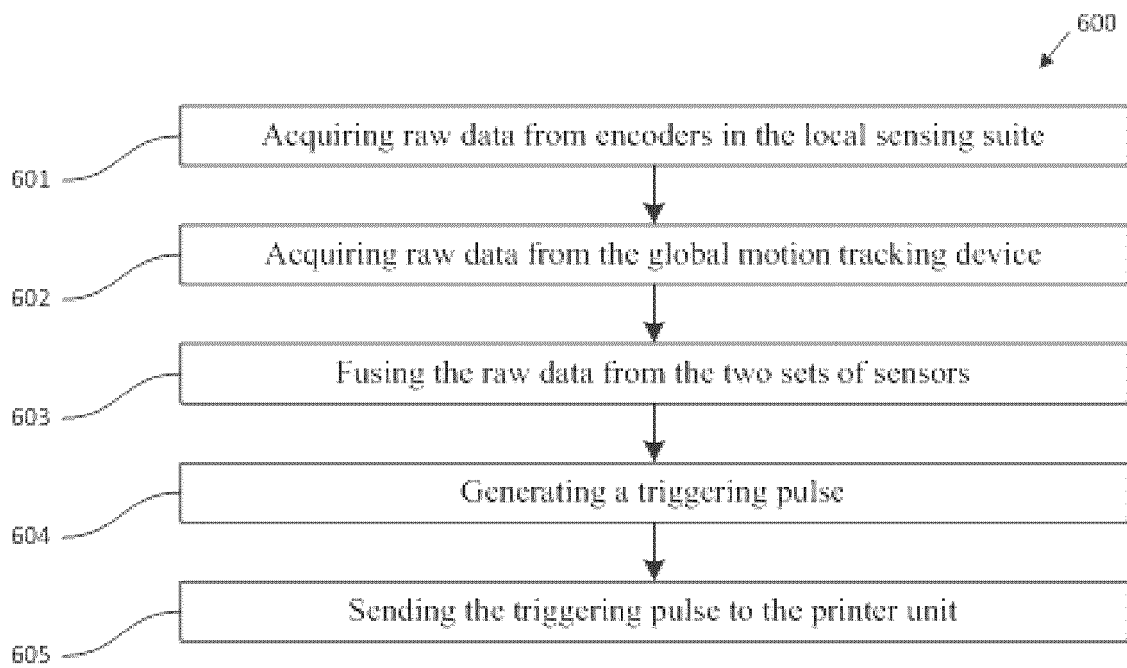 600
Acquiring raw data from encoders in the local sensing suite
601
Acquiring raw data from the global motion tracking device
602
Fusing the raw data from the two sets of sensors
603
Generating a triggering pulse
604
Sending the triggering pulse to the printer unit
605